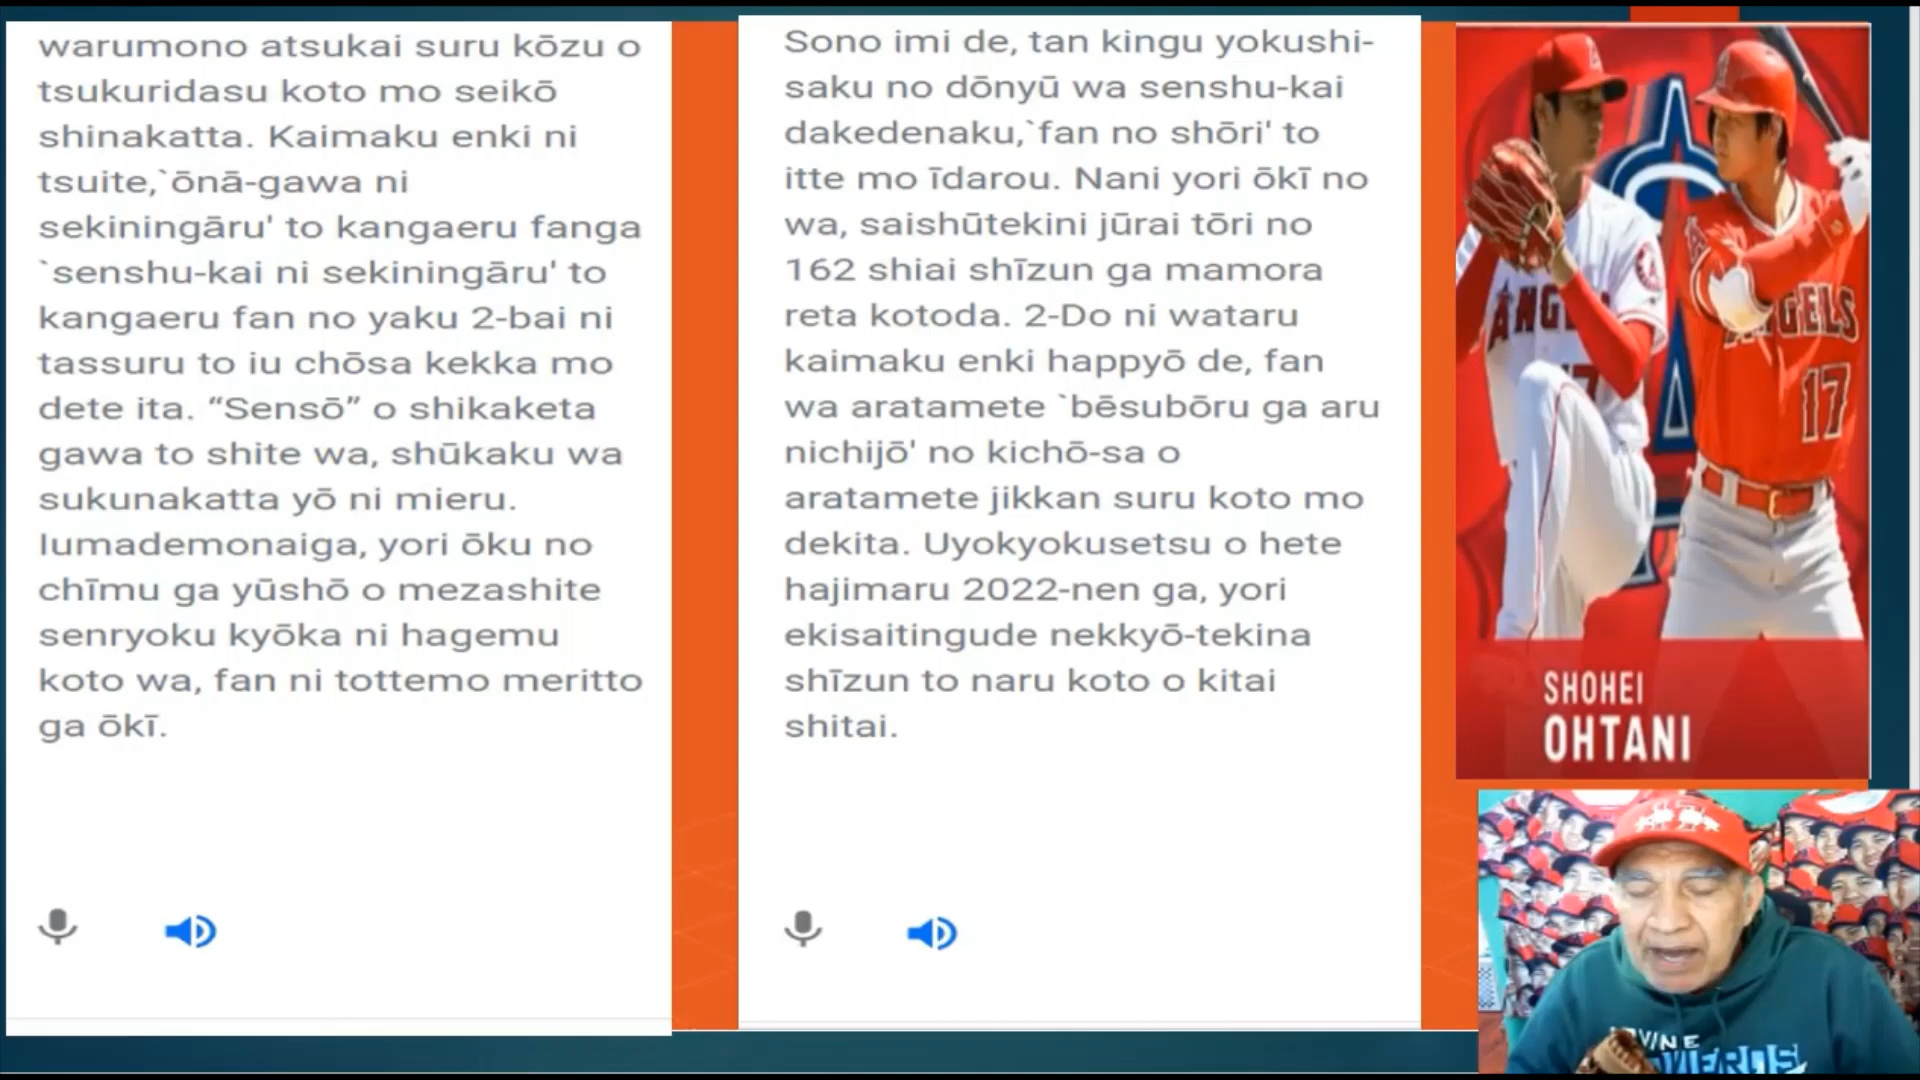 warumono atsukai suru kōzu o
tsukuridasu koto mo seikō
shinakatta. Kaimaku enki ni
tsuite,`ōnā-gawa ni
sekiningāru' to kangaeru fanga
`senshu-kai ni sekiningāru' to
kangaeru fan no yaku 2-bai ni
tassuru to iu chōsa kekka mo
dete ita. “Sensō” o shikaketa
gawa to shite wa, shūkaku wa
sukunakatta yō ni mieru.
Iumademonaiga, yori ōku no
chīmu ga yūshō o mezashite
senryoku kyōka ni hagemu
koto wa, fan ni tottemo meritto
ga ōkī.
Sono imi de, tan kingu yokushi-
saku no dōnyū wa senshu-kai
dakedenaku,`fan no shōri' to
itte mo īdarou. Nani yori ōkī no
wa, saishūtekini jūrai tōri no
162 shiai shīzun ga mamora
reta kotoda. 2-Do ni wataru
kaimaku enki happyō de, fan
wa aratamete `bēsubōru ga aru
nichijō' no kichō-sa o
aratamete jikkan suru koto mo
dekita. Uyokyokusetsu o hete
hajimaru 2022-nen ga, yori
ekisaitingude nekkyō-tekina
shīzun to naru koto o kitai
shitai.
ANGELS
17
SHOHEI
OHTANI